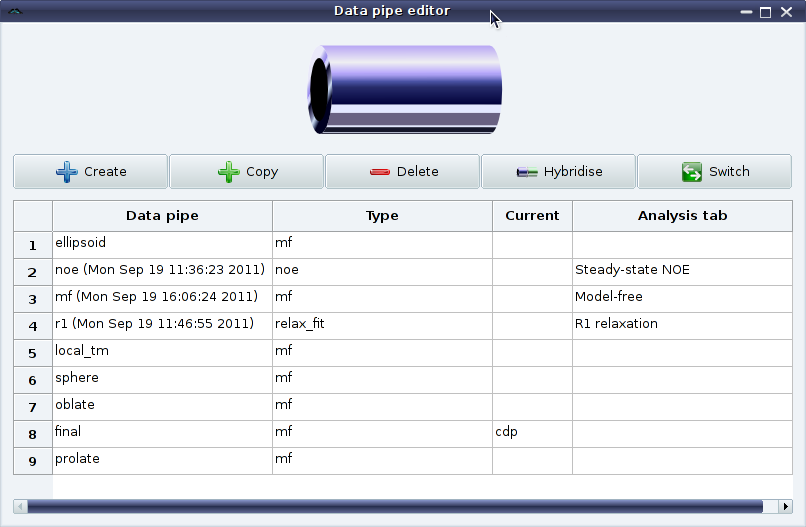 Data pipe editor
Create Copy Delete Hybridise Switch
Data pipe Type Current Analysis tab
1 ellipsoid mf
2 noe (Mon Sep 19 11:36:23 2011) noe Steady-state NOE
3 mf (Mon Sep 19 16:06:24 2011) mf Model-free
4 r1 (Mon Sep 19 11:46:55 2011) relax_fit R1 relaxation
5 local_tm mf
6 sphere mf
7 oblate mf
8 final mf cdp
9 prolate mf